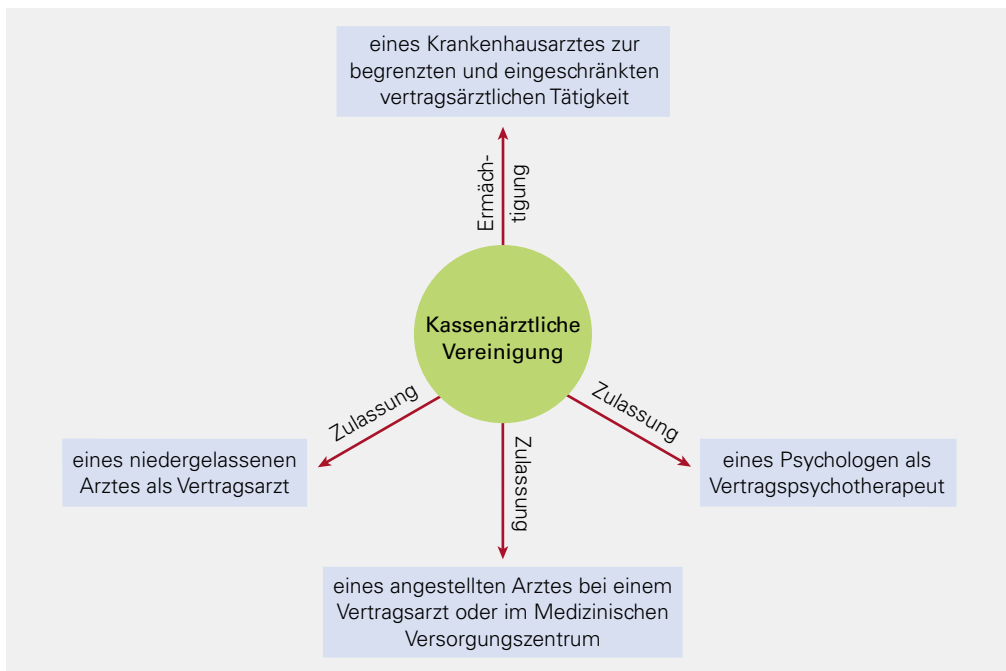 eines Krankenhausarztes zur
begrenzten und eingeschränkten
vertragsärztlichen Tätigkeit
Ermäch-
tigung
Kassenärztliche
Vereinigung
Zulassung
Zulassung
Zulassung
eines niedergelassenen
Arztes als Vertragsarzt
eines Psychologen als
Vertragspsychotherapeut
eines angestellten Arztes bei einem
Vertragsarzt oder im Medizinischen
Versorgungszentrum